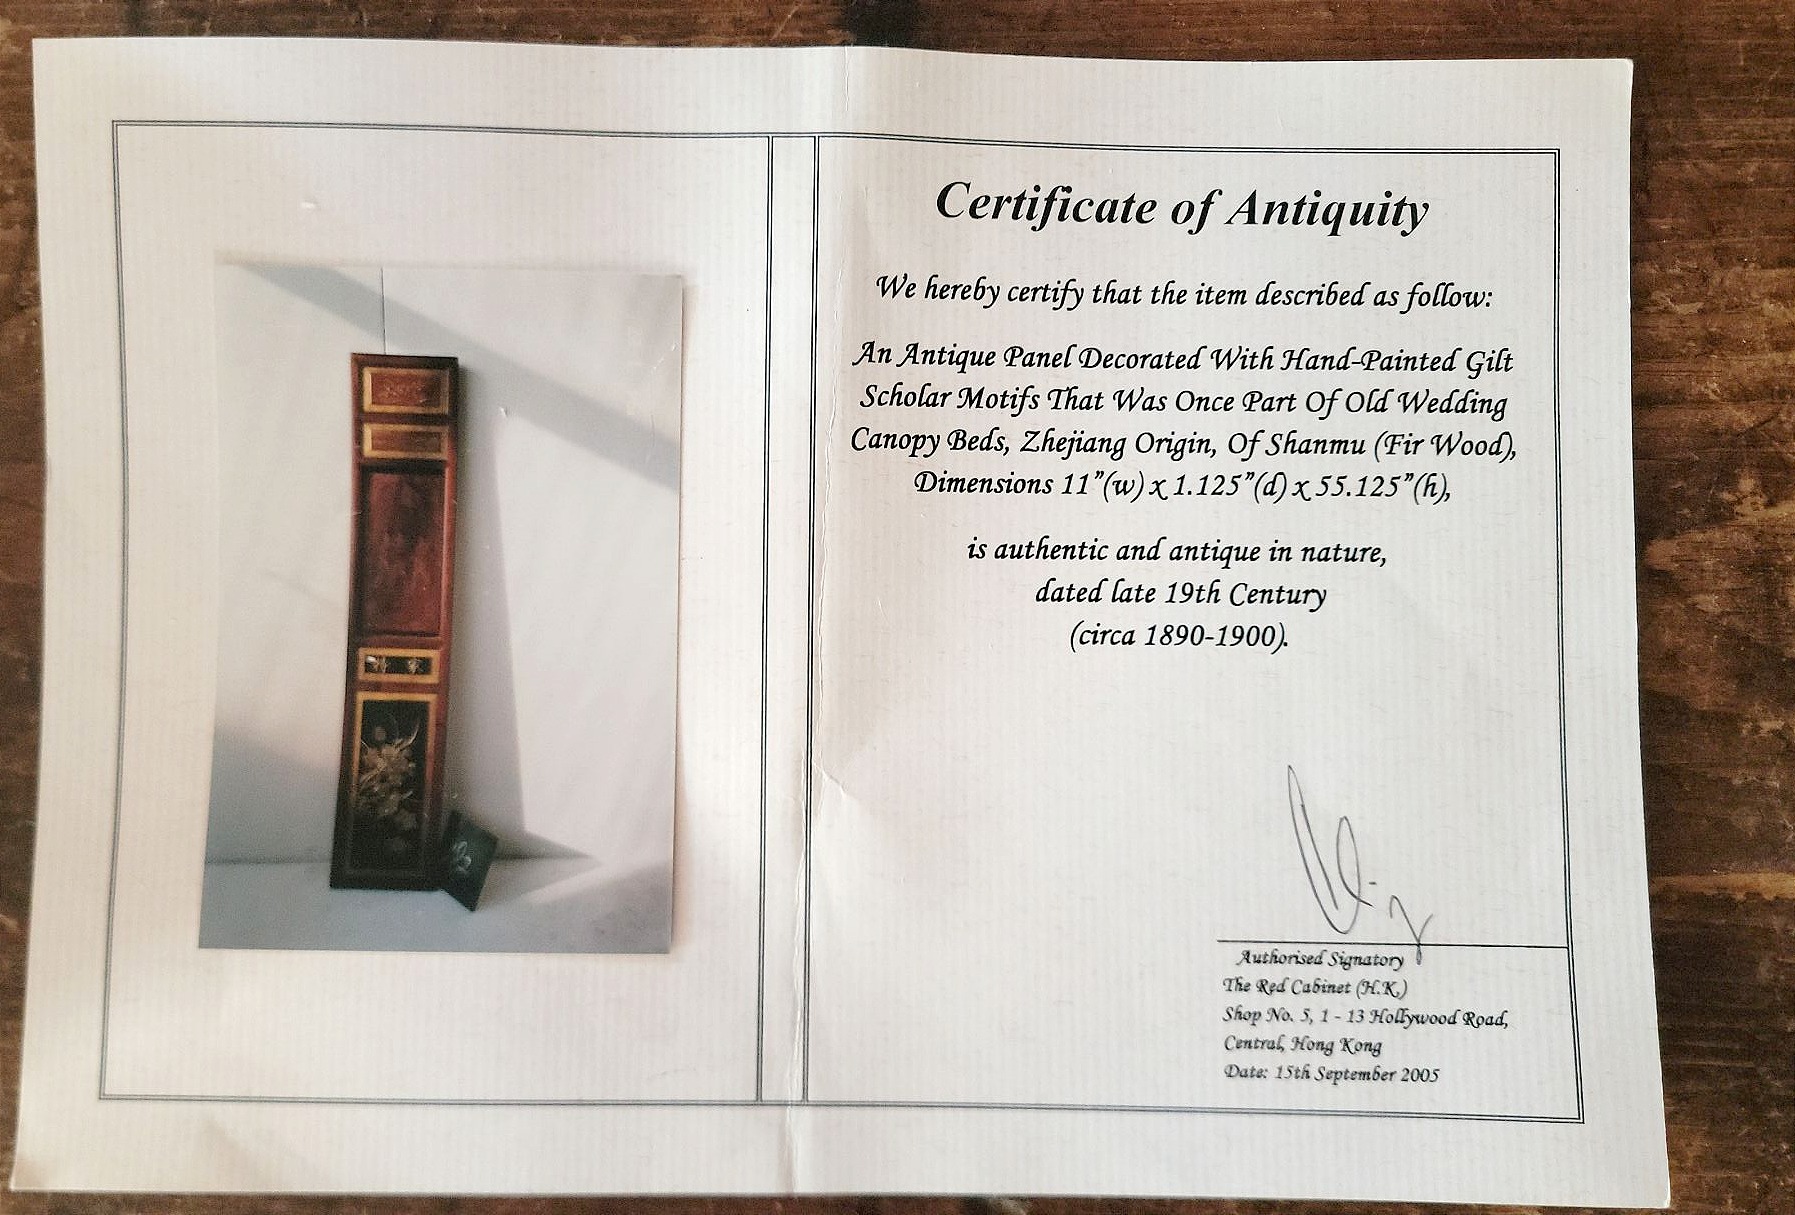 Certificate of Antiquity
We hereby certify that the item described as follow:
An Antique Panel Decorated With Hand-Painted Gilt
Scholar Motifs That Was Once Part Of Old Wedding
Canopy Beds, Zhejiang Origin, Of Shanmu (Fir Wood),
Dimensions 11”(w) x 1.125”(d) x 55.125”(h),
is authentic and antique in nature,
dated late 19th Century
(circa 1890-1900).
Authorised Signatory
The Red Cabinet (H.K.)
Shop No. 5, 1 - 13 Hollywood Road,
Central, Hong Kong
Date: 15th September 2005